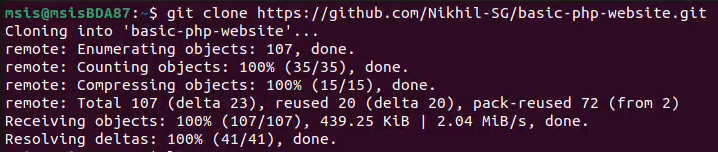 msis@msisBDA87:~$ git clone https://github.com/Nikhil-SG/basic-php-website.git
Cloning into 'basic-php-website'...
remote: Enumerating objects: 107, done.
remote: Counting objects: 100% (35/35), done.
remote: Compressing objects: 100% (15/15), done.
remote: Total 107 (delta 23), reused 20 (delta 20), pack-reused 72 (from 2)
Receiving objects: 100% (107/107), 439.25 KiB | 2.04 MiB/s, done.
Resolving deltas: 100% (41/41), done.